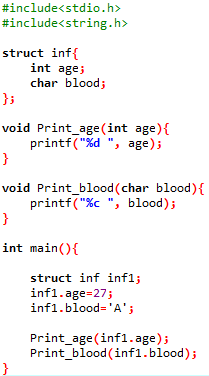 #include<stdio.h>
#include<string.h>

struct inf{
    int age;
    char blood;
};

void Print_age(int age){
    printf("%d ", age);
}

void Print_blood(char blood){
    printf("%c ", blood);
}

int main(){

    struct inf inf1;
    inf1.age=27;
    inf1.blood='A';

    Print_age(inf1.age);
    Print_blood(inf1.blood);
}